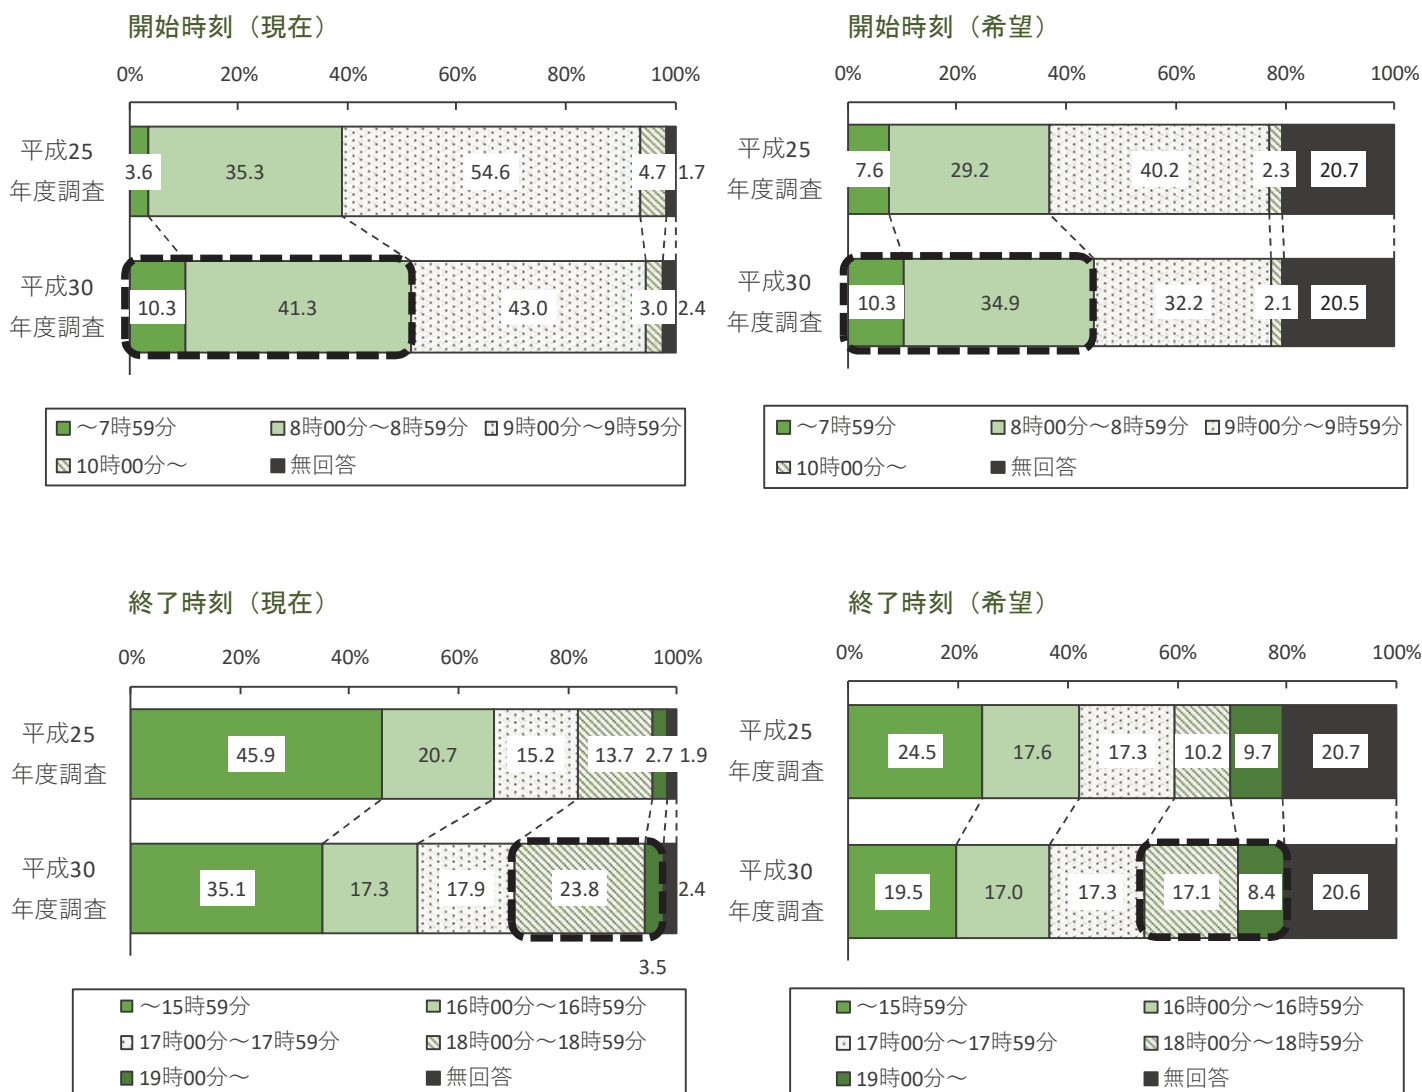 開始時刻（現在）
0% 20% 40% 60% 80% 100%
平成25
年度調査
3.6 35.3 54.6 4.7 1.7
平成30
年度調査
10.3 41.3 43.0 3.0 2.4
～7時59分 8時00分～8時59分 9時00分～9時59分
10時00分～ 無回答
開始時刻（希望）
0% 20% 40% 60% 80% 100%
平成25
年度調査
7.6 29.2 40.2 2.3 20.7
平成30
年度調査
10.3 34.9 32.2 2.1 20.5
～7時59分 8時00分～8時59分 9時00分～9時59分
10時00分～ 無回答
終了時刻（現在）
0% 20% 40% 60% 80% 100%
平成25
年度調査
45.9 20.7 15.2 13.7 2.7 1.9
平成30
年度調査
35.1 17.3 17.9 23.8 2.4
3.5
～15時59分 16時00分～16時59分
17時00分～17時59分 18時00分～18時59分
19時00分～ 無回答
終了時刻（希望）
0% 20% 40% 60% 80% 100%
平成25
年度調査
24.5 17.6 17.3 10.2 9.7 20.7
平成30
年度調査
19.5 17.0 17.3 17.1 8.4 20.6
～15時59分 16時00分～16時59分
17時00分～17時59分 18時00分～18時59分
19時00分～ 無回答